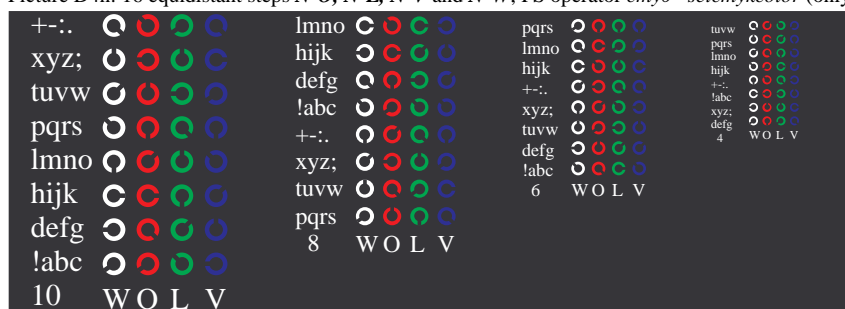 +-:.
xyz;
tuvw
pqrs
lmno
hijk
defg
!abc
10 W O L V
lmno
hijk
defg
!abc
+-:.
xyz;
tuvw
pqrs
8 W O L V
pqrs
lmno
hijk
+-:.
xyz;
tuvw
defg
!abc
6 W O L V
tuvw
pqrs
lmno
hijk
+-:.
!abc
xyz;
defg
4 W O L V